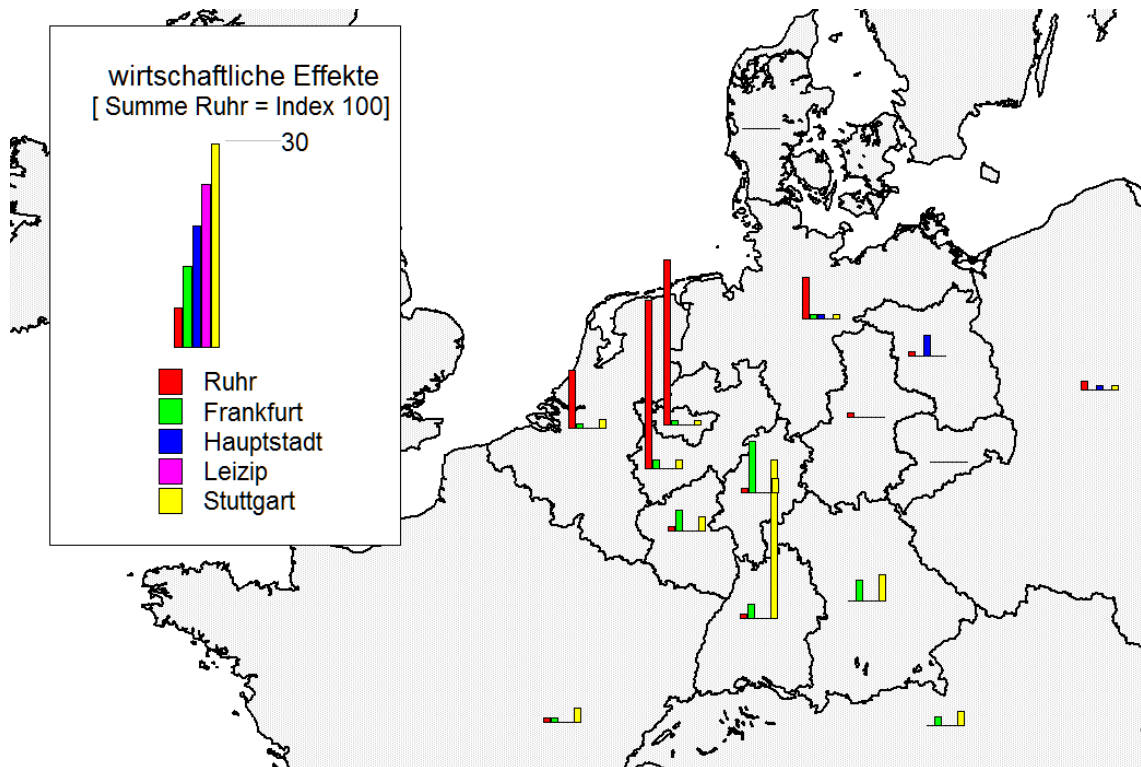 wirtschaftliche Effekte
[ Summe Ruhr = Index 100]
30
Ruhr
Frankfurt
Hauptstadt
Leizip
Stuttgart